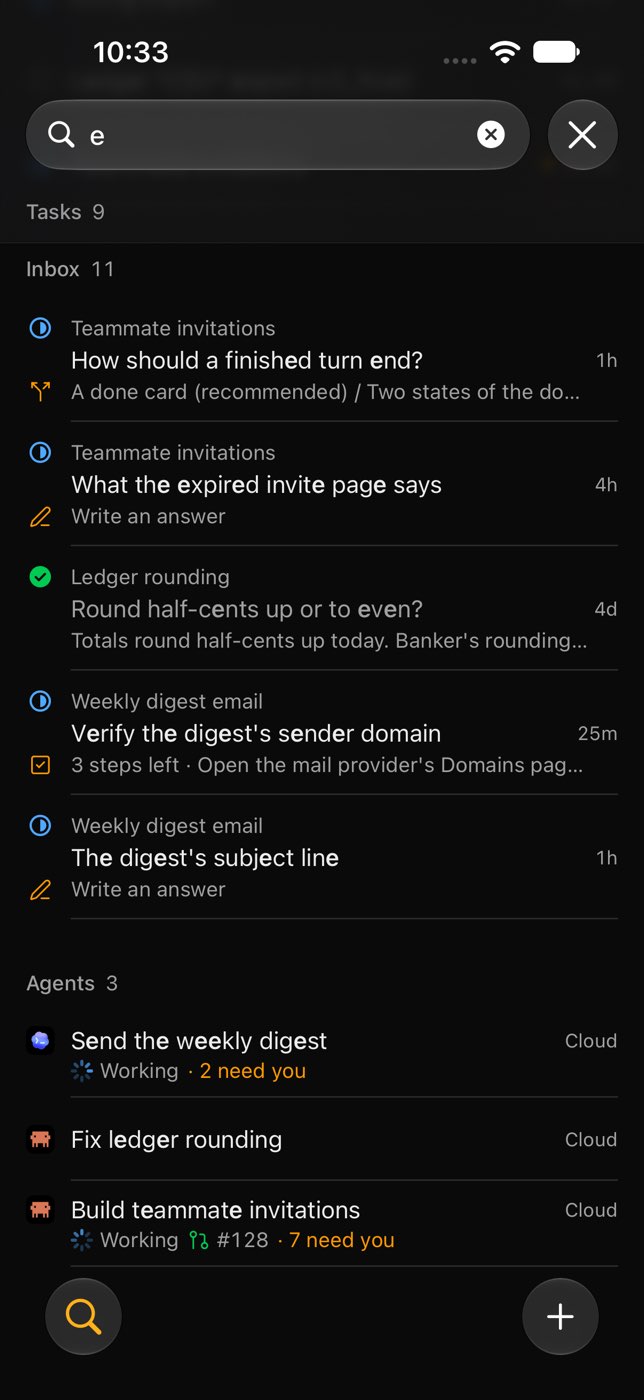 10:33
e
Tasks 9
Inbox 11
Teammate invitations
How should a finished turn end?
1h
A done card (recommended) / Two states of the do...
Teammate invitations
What the expired invite page says
4h
Write an answer
Ledger rounding
Round half-cents up or to even?
4d
Totals round half-cents up today. Banker's rounding...
Weekly digest email
Verify the digest's sender domain
25m
3 steps left · Open the mail provider's Domains pag...
Weekly digest email
The digest's subject line
1h
Write an answer
Agents 3
Send the weekly digest
Cloud
Working · 2 need you
Fix ledger rounding
Cloud
Build teammate invitations
Cloud
Working #128 · 7 need you